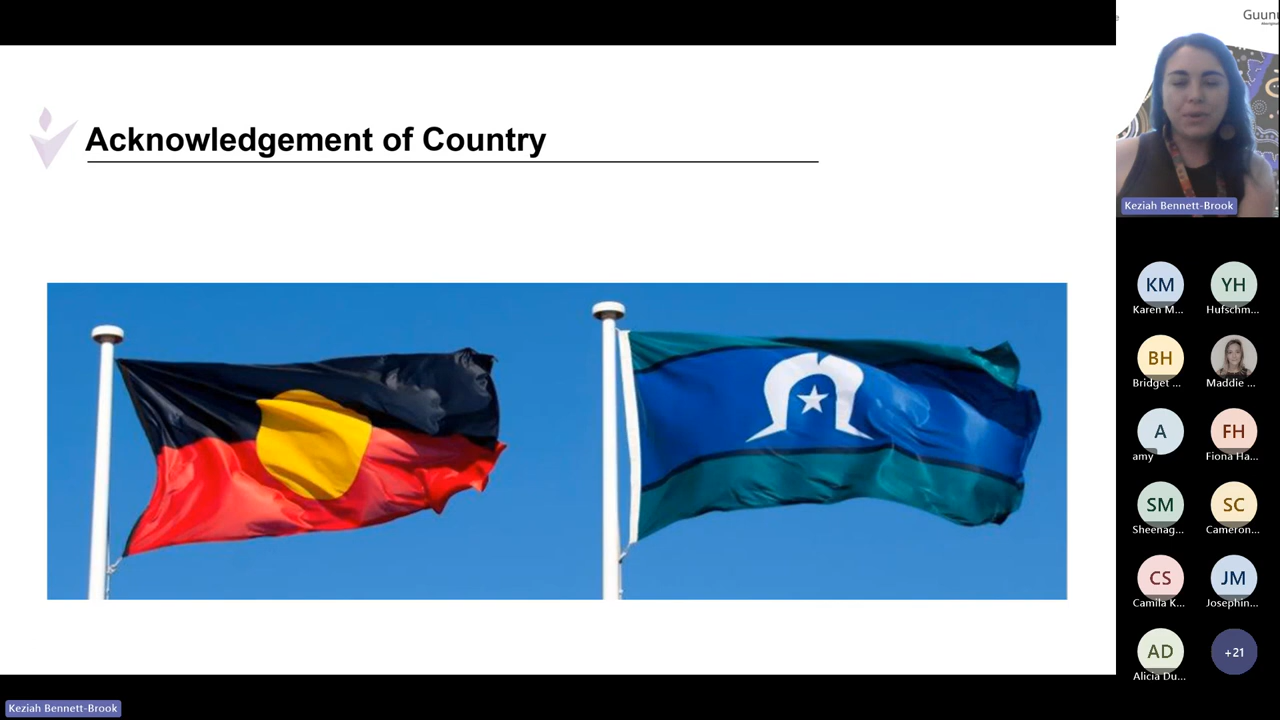 Acknowledgement of Country
Guun
Keziah Bennett-Brook
KM
YH
Karen M...
Hufschm...
BH
Bridget ...
Maddie ...
A
FH
amy
Fiona Ha...
SM
SC
Sheenag...
Cameron...
CS
JM
Camila K...
Josephin...
AD
+21
Alicia Du...
Keziah Bennett-Brook